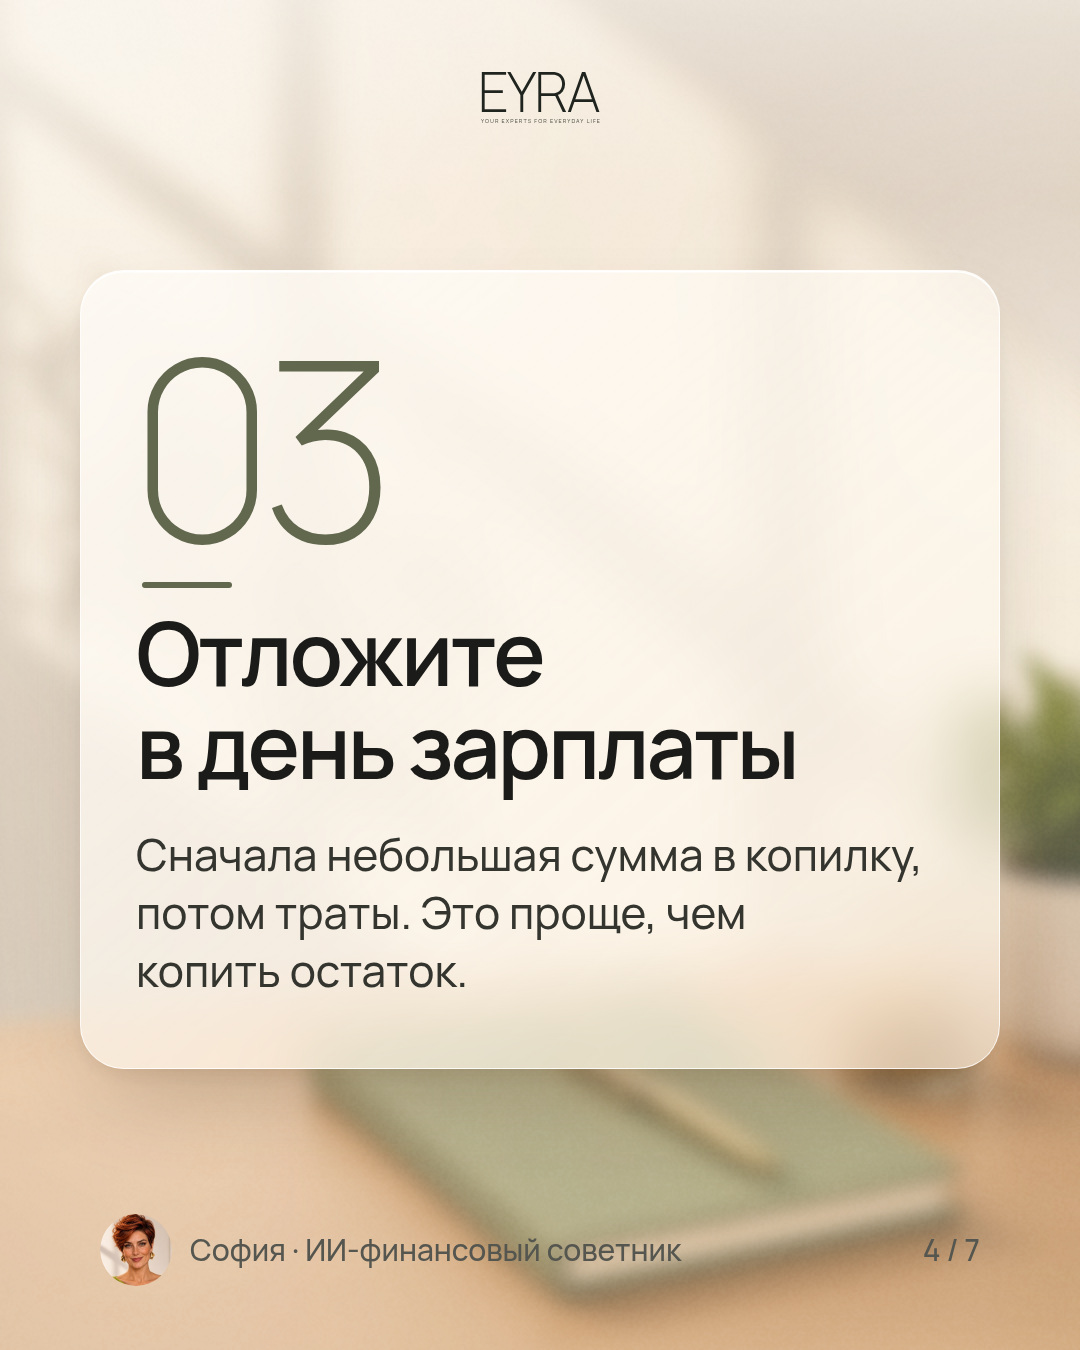 EYRA
YOUR EXPERTS FOR EVERYDAY LIFE
03
Отложите
в день зарплаты
Сначала небольшая сумма в копилку,
потом траты. Это проще, чем
копить остаток.
София · ИИ-финансовый советник
4 / 7